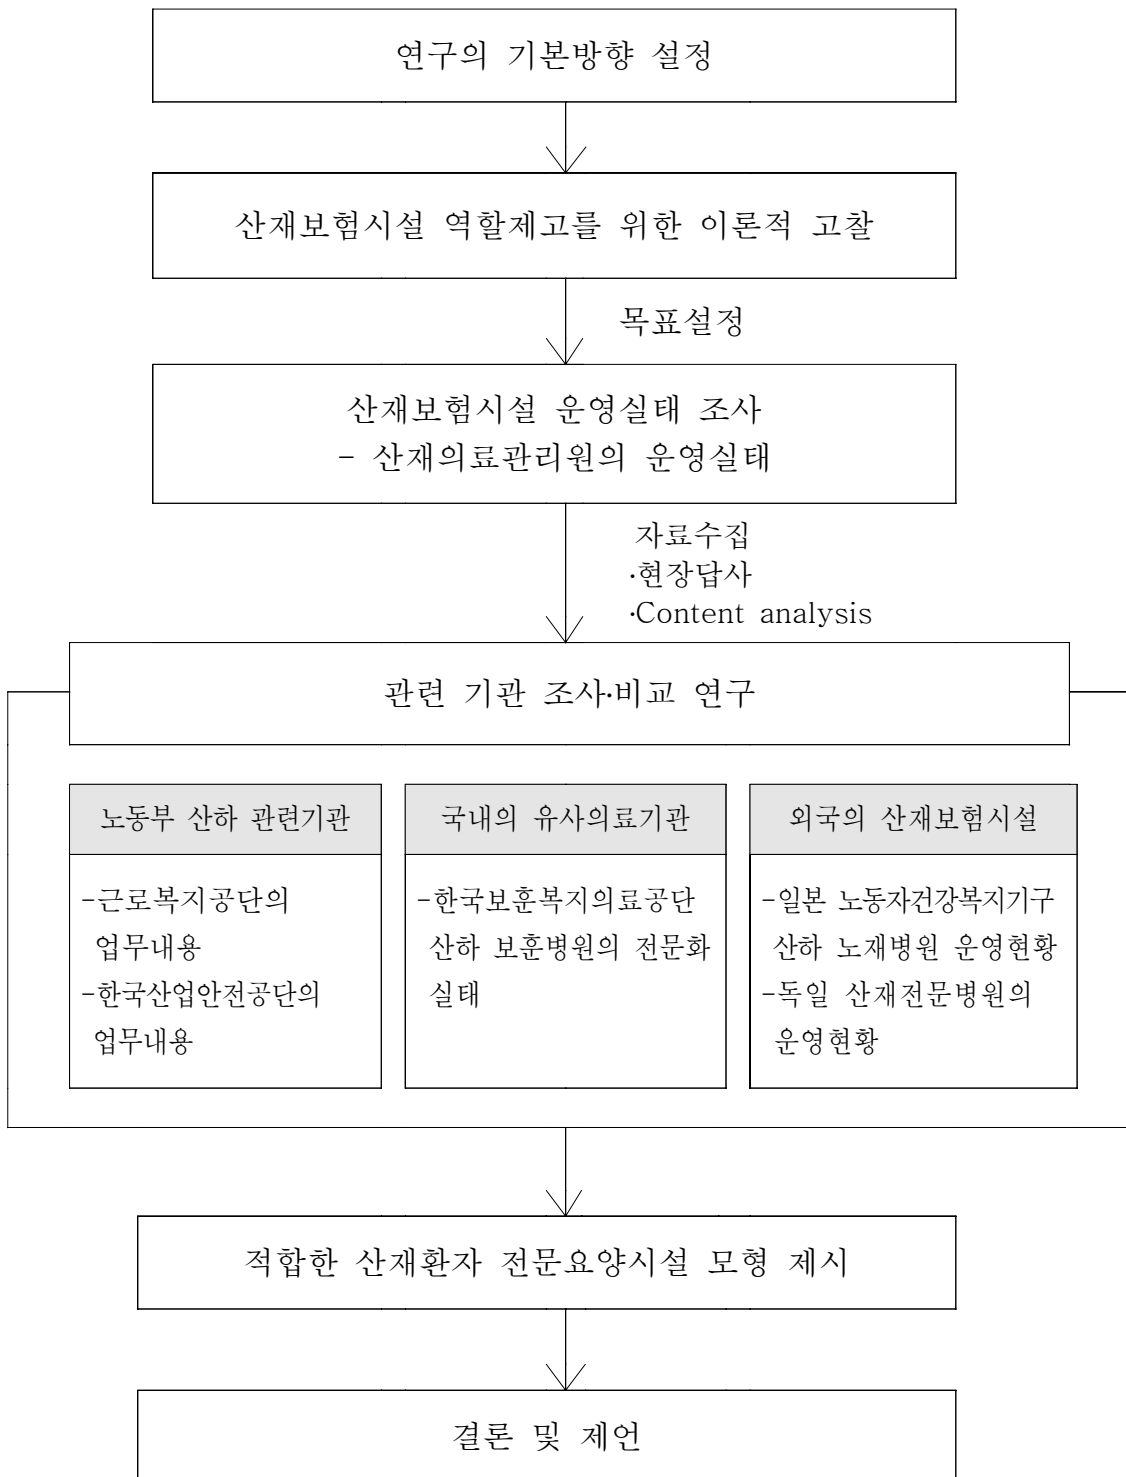 연구의 기본방향 설정
산재보험시설 역할제고를 위한 이론적 고찰
목표설정
산재보험시설 운영실태 조사
- 산재의료관리원의 운영실태
자료수집
·현장답사
·Content analysis
관련 기관 조사·비교 연구
노동부 산하 관련기관
-근로복지공단의
업무내용
-한국산업안전공단의
업무내용
국내의 유사의료기관
-한국보훈복지의료공단
산하 보훈병원의 전문화
실태
외국의 산재보험시설
-일본 노동자건강복지기구
산하 노재병원 운영현황
-독일 산재전문병원의
운영현황
적합한 산재환자 전문요양시설 모형 제시
결론 및 제언